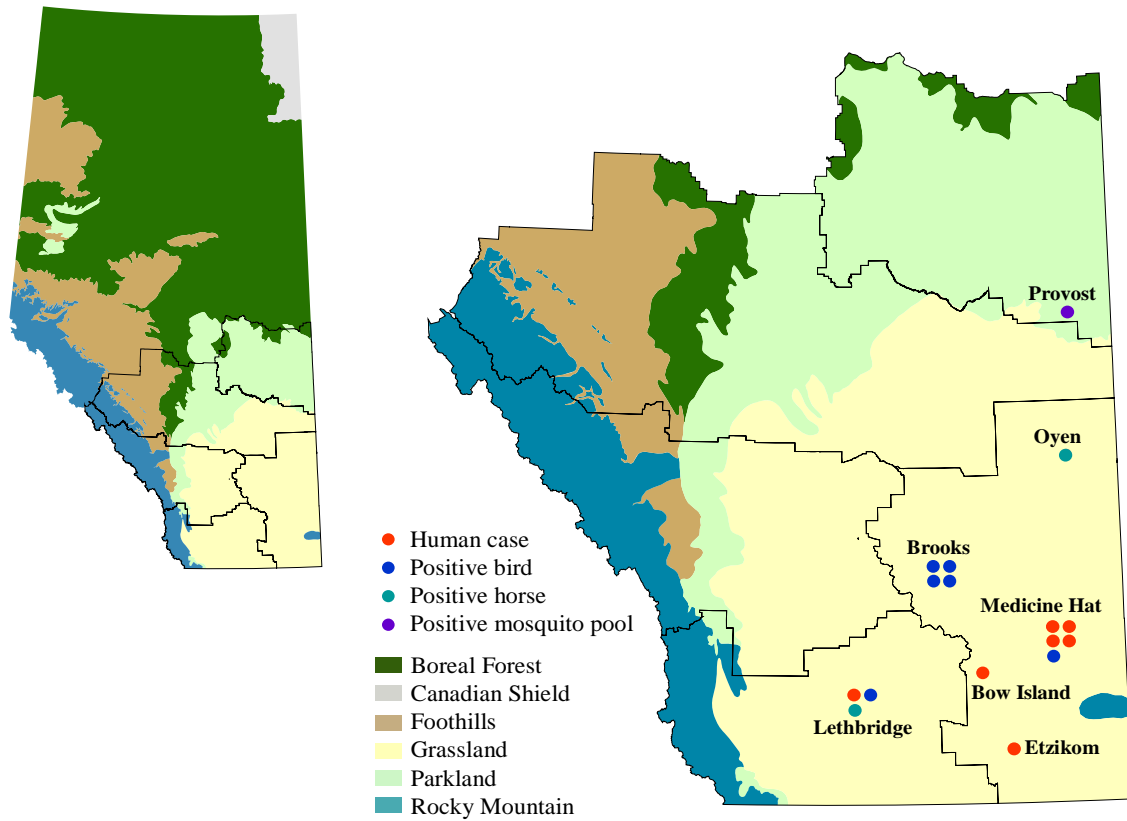 Provost
Oyen
Brooks
Medicine Hat
Bow Island
Lethbridge
Etzikom
Human case
Positive bird
Positive horse
Positive mosquito pool
Boreal Forest
Canadian Shield
Foothills
Grassland
Parkland
Rocky Mountain